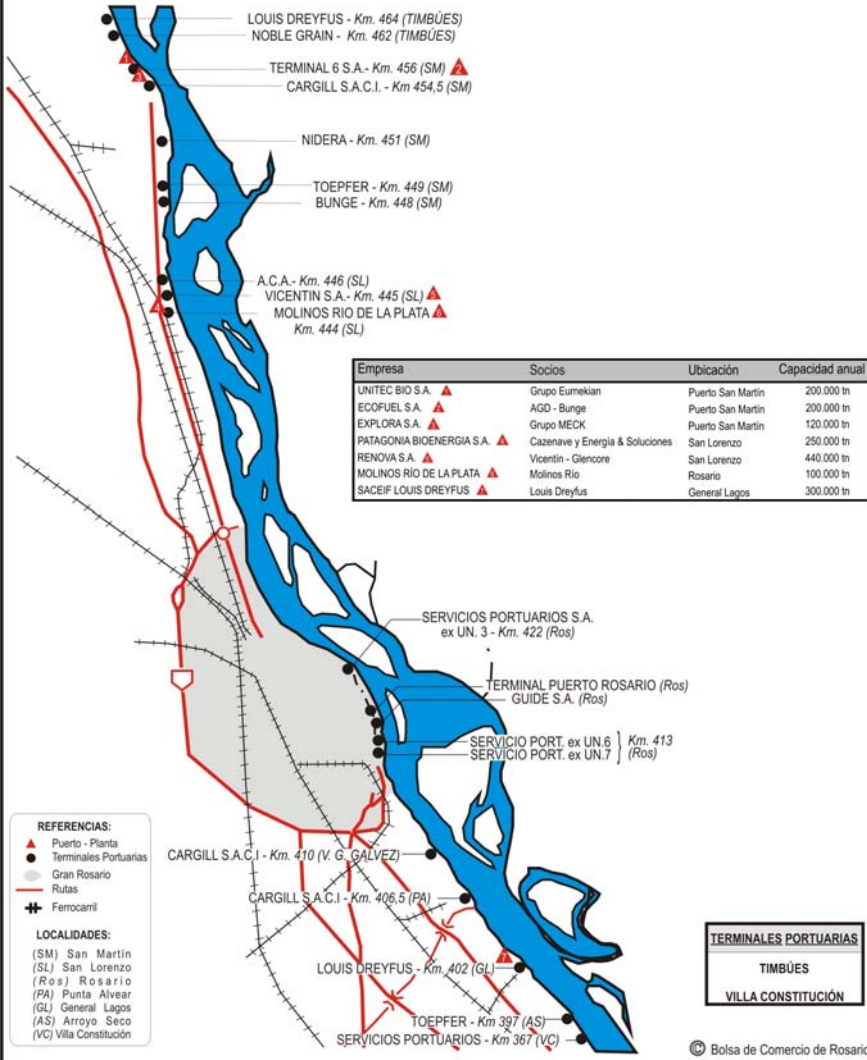 LOUIS DREYFUS - Km. 464 (TIMBÚES)
NOBLE GRAIN - Km. 462 (TIMBÚES)
1
TERMINAL 6 S.A.- Km. 456 (SM) 2
3
CARGILL S.A.C.I. - Km 454,5 (SM)
NIDERA - Km. 451 (SM)
TOEPFER - Km. 449 (SM)
BUNGE - Km. 448 (SM)
A.C.A.- Km. 446 (SL)
VICENTIN S.A.- Km. 445 (SL) 5
4
MOLINOS RIO DE LA PLATA 6
Km. 444 (SL)
Empresa Socios Ubicación Capacidad anual
UNITEC BIO S.A. Grupo Eurnekian Puerto San Martín 200.000 tn
ECOFUEL S.A. AGD - Bunge Puerto San Martín 200.000 tn
EXPLORA S.A. Grupo MECK Puerto San Martín 120.000 tn
PATAGONIA BIOENERGIA S.A. Cazenave y Energía & Soluciones San Lorenzo 250.000 tn
RENOVA S.A. Vicentín - Glencore San Lorenzo 440.000 tn
MOLINOS RÍO DE LA PLATA Molinos Río Rosario 100.000 tn
SACEIF LOUIS DREYFUS Louis Dreyfus General Lagos 300.000 tn
SERVICIOS PORTUARIOS S.A.
ex UN. 3 - Km. 422 (Ros)
TERMINAL PUERTO ROSARIO (Ros)
GUIDE S.A. (Ros)
SERVICIO PORT. ex UN.6 } Km. 413
SERVICIO PORT. ex UN.7 } (Ros)
CARGILL S.A.C.I - Km. 410 (V. G. GALVEZ)
CARGILL S.A.C.I - Km. 406,5 (PA)
7
LOUIS DREYFUS - Km. 402 (GL)
TOEPFER - Km 397 (AS)
SERVICIOS PORTUARIOS - Km 367 (VC)
REFERENCIAS:
Puerto - Planta
Terminales Portuarias
Gran Rosario
Rutas
Ferrocarril
LOCALIDADES:
(SM) San Martín
(SL) San Lorenzo
(Ros) Rosario
(PA) Punta Alvear
(GL) General Lagos
(AS) Arroyo Seco
(VC) Villa Constitución
TERMINALES PORTUARIAS
TIMBÚES
VILLA CONSTITUCIÓN
© Bolsa de Comercio de Rosario